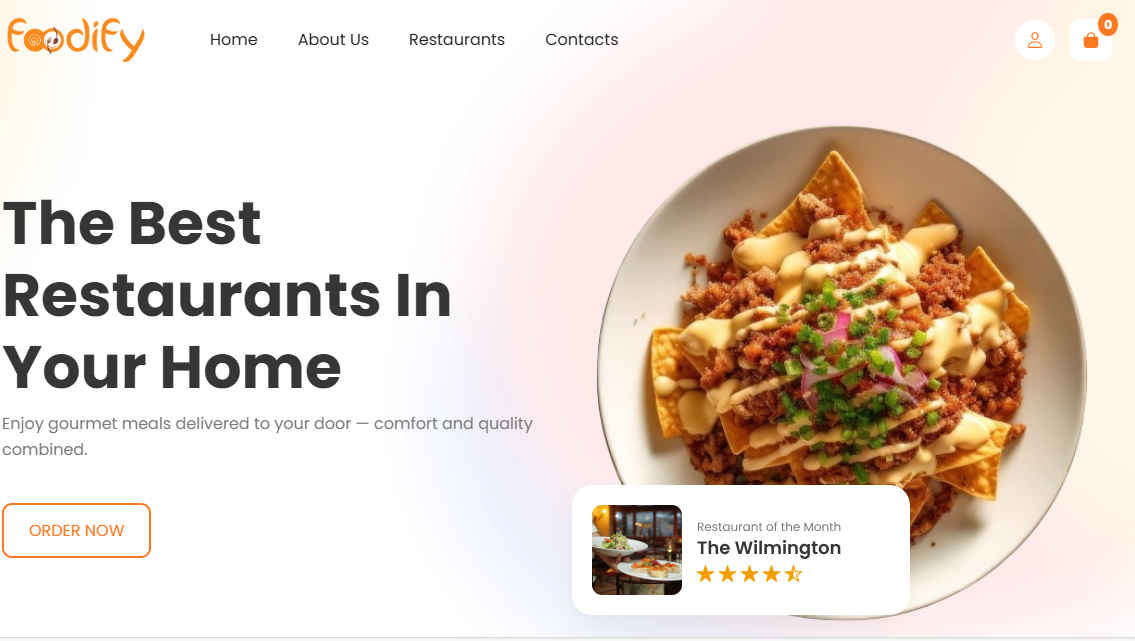 Foodify
Home About Us Restaurants Contacts
0
The Best
Restaurants In
Your Home
Enjoy gourmet meals delivered to your door — comfort and quality
combined.
ORDER NOW
Restaurant of the Month
The Wilmington